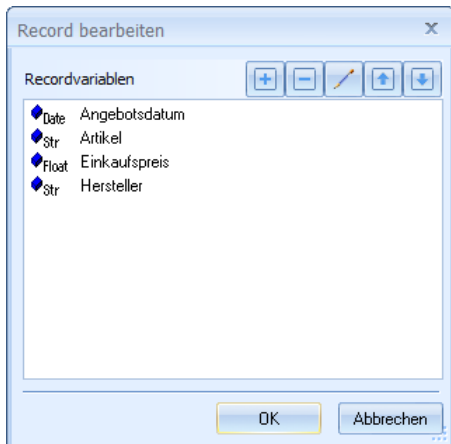 Record bearbeiten
Recordvariablen
Date Angebotsdatum
Str Artikel
Float Einkaufspreis
Str Hersteller
OK Abbrechen